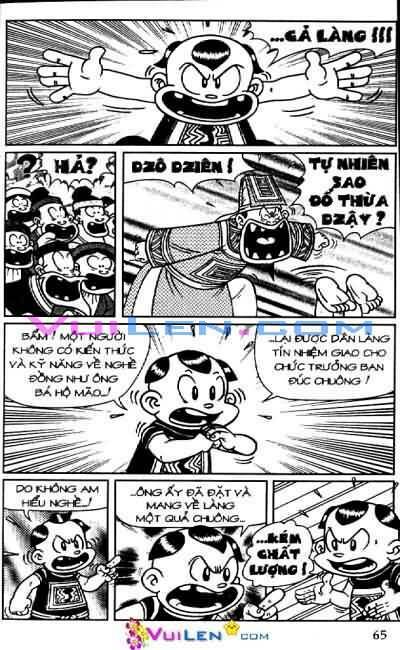 ...CẢ LÀNG!!!
HẢ?
DZÔ DZIÊN!
TỰ NHIÊN
SAO
ĐỔ THỪA
DZẬY?
BẨM! MỘT NGƯỜI
KHÔNG CÓ KIẾN THỨC
VÀ KỸ NĂNG VỀ NGHỀ
ĐỒNG NHƯ ÔNG
BÁ HỘ MÃO...!
...LẠI ĐƯỢC DÂN LÀNG
TÍN NHIỆM GIAO CHO
CHỨC TRƯỞNG BAN
ĐÚC CHUÔNG!
VUILEN.COM
DO KHÔNG AM
HIỂU NGHỀ...!
...ÔNG ẤY ĐÃ ĐẶT VÀ
MANG VỀ LÀNG
MỘT QUẢ CHUÔNG...
...KÉM
CHẤT
LƯỢNG!
65
VUILEN.COM